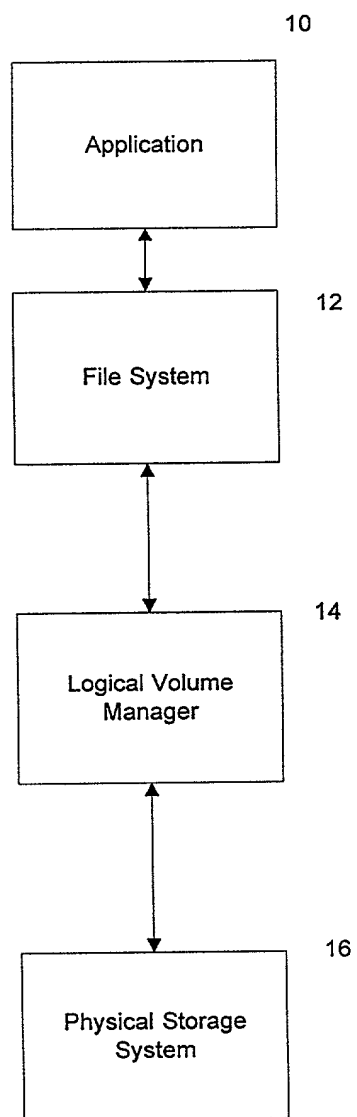 10
Application
12
File System
14
Logical Volume
Manager
16
Physical Storage
System